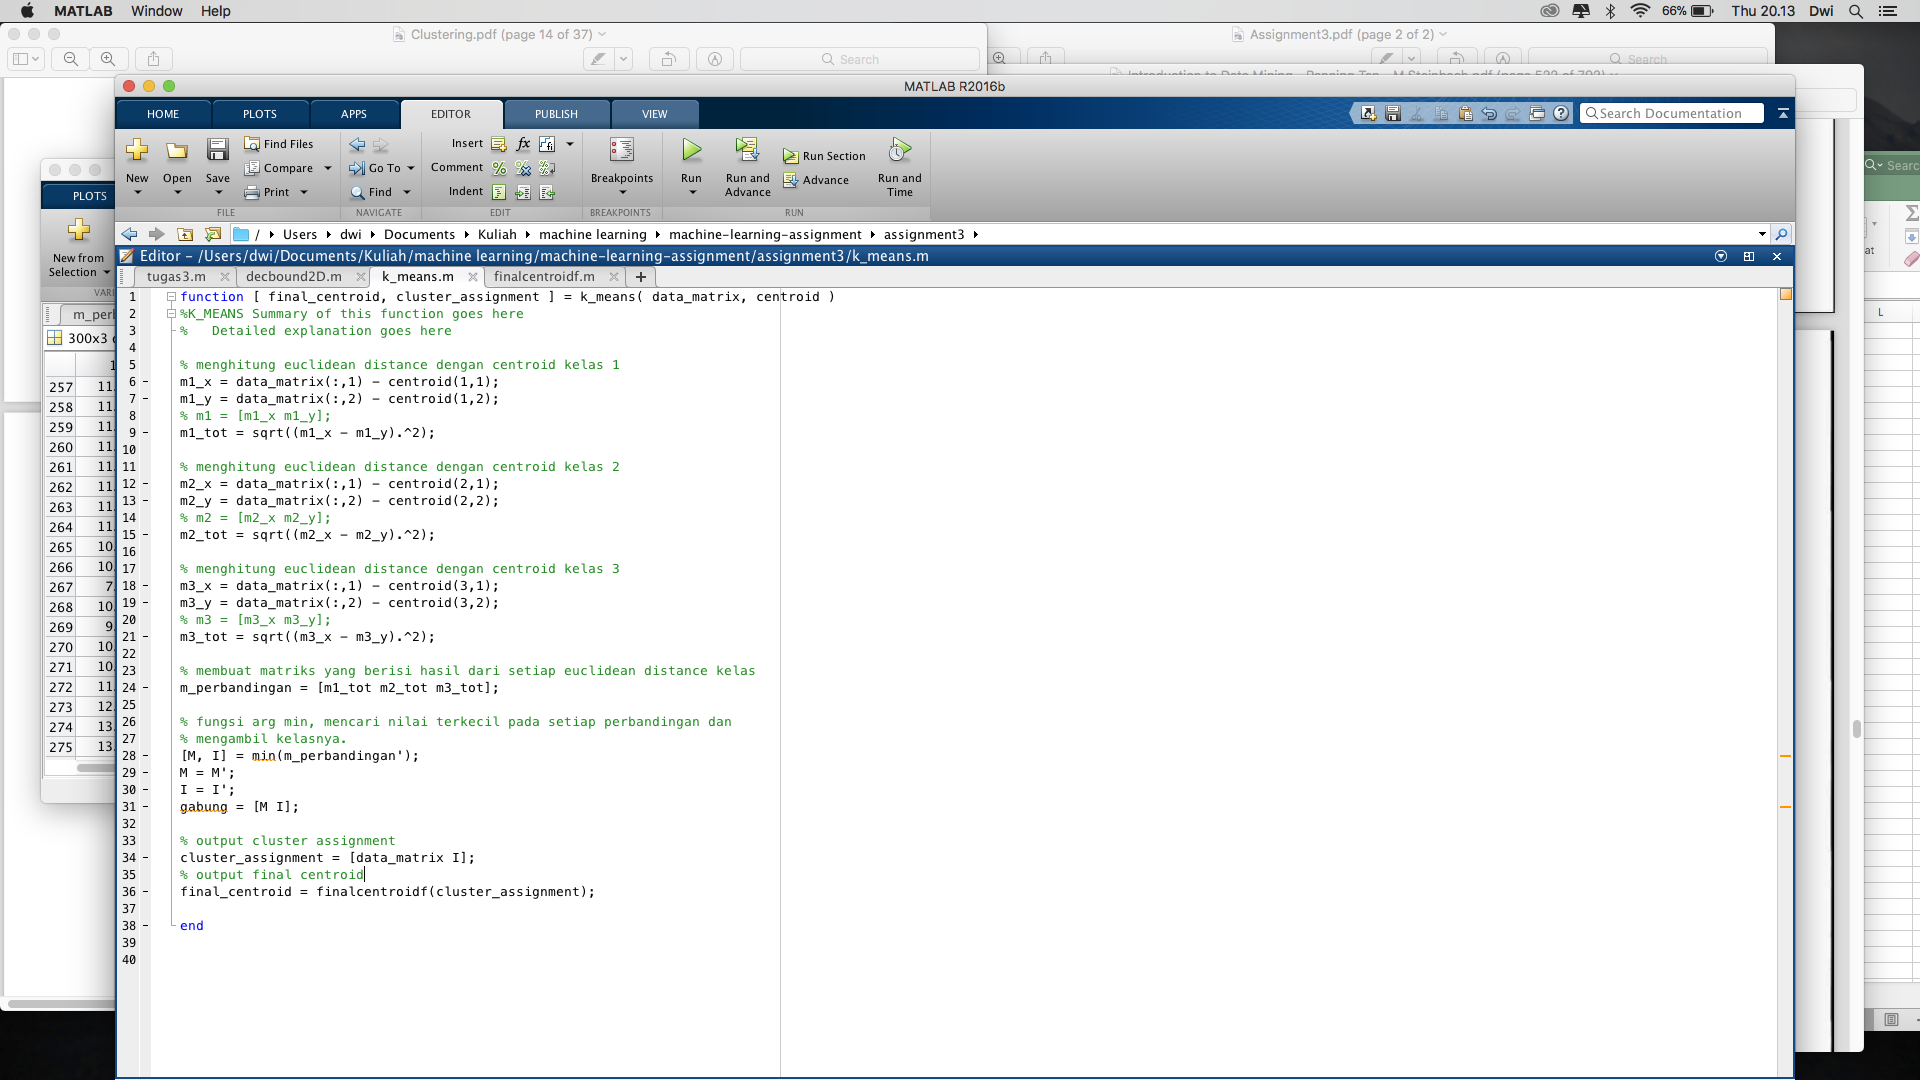 MATLAB Window Help
66% Thu 20.13 Dwi
Clustering.pdf (page 14 of 37)
Assignment3.pdf (page 2 of 2)
Search
Search
MATLAB R2016b
HOME PLOTS APPS EDITOR PUBLISH VIEW
Search Documentation
New Open Save
Find Files
Compare
Print
Go To
Find
Insert
Comment
Indent
fx
Breakpoints
Run
Run and Advance
Run Section
Advance
Run and Time
FILE NAVIGATE EDIT BREAKPOINTS RUN
/ Users dwi Documents Kuliah machine learning machine-learning-assignment assignment3
Editor - /Users/dwi/Documents/Kuliah/machine learning/machine-learning-assignment/assignment3/k_means.m
tugas3.m decbound2D.m k_means.m finalcentroidf.m
1 function [ final_centroid, cluster_assignment ] = k_means( data_matrix, centroid )
2 %K_MEANS Summary of this function goes here
3 %   Detailed explanation goes here
4
5 % menghitung euclidean distance dengan centroid kelas 1
6 - m1_x = data_matrix(:,1) - centroid(1,1);
7 - m1_y = data_matrix(:,2) - centroid(1,2);
8 % m1 = [m1_x m1_y];
9 - m1_tot = sqrt((m1_x - m1_y).^2);
10
11 % menghitung euclidean distance dengan centroid kelas 2
12 - m2_x = data_matrix(:,1) - centroid(2,1);
13 - m2_y = data_matrix(:,2) - centroid(2,2);
14 % m2 = [m2_x m2_y];
15 - m2_tot = sqrt((m2_x - m2_y).^2);
16
17 % menghitung euclidean distance dengan centroid kelas 3
18 - m3_x = data_matrix(:,1) - centroid(3,1);
19 - m3_y = data_matrix(:,2) - centroid(3,2);
20 % m3 = [m3_x m3_y];
21 - m3_tot = sqrt((m3_x - m3_y).^2);
22
23 % membuat matriks yang berisi hasil dari setiap euclidean distance kelas
24 - m_perbandingan = [m1_tot m2_tot m3_tot];
25
26 % fungsi arg min, mencari nilai terkecil pada setiap perbandingan dan
27 % mengambil kelasnya.
28 - [M, I] = min(m_perbandingan');
29 - M = M';
30 - I = I';
31 - gabung = [M I];
32
33 % output cluster assignment
34 - cluster_assignment = [data_matrix I];
35 % output final centroid
36 - final_centroid = finalcentroidf(cluster_assignment);
37
38 - end
39
40
PLOTS
New from
Selection
VARI
m_perl
300x3
257 11.
258 11.
259 11.
260 11.
261 11.
262 11.
263 11.
264 11.
265 10.
266 10.
267 7.
268 10.
269 9.
270 10.
271 10.
272 11.
273 12.
274 13.
275 13.
Searc
at
L